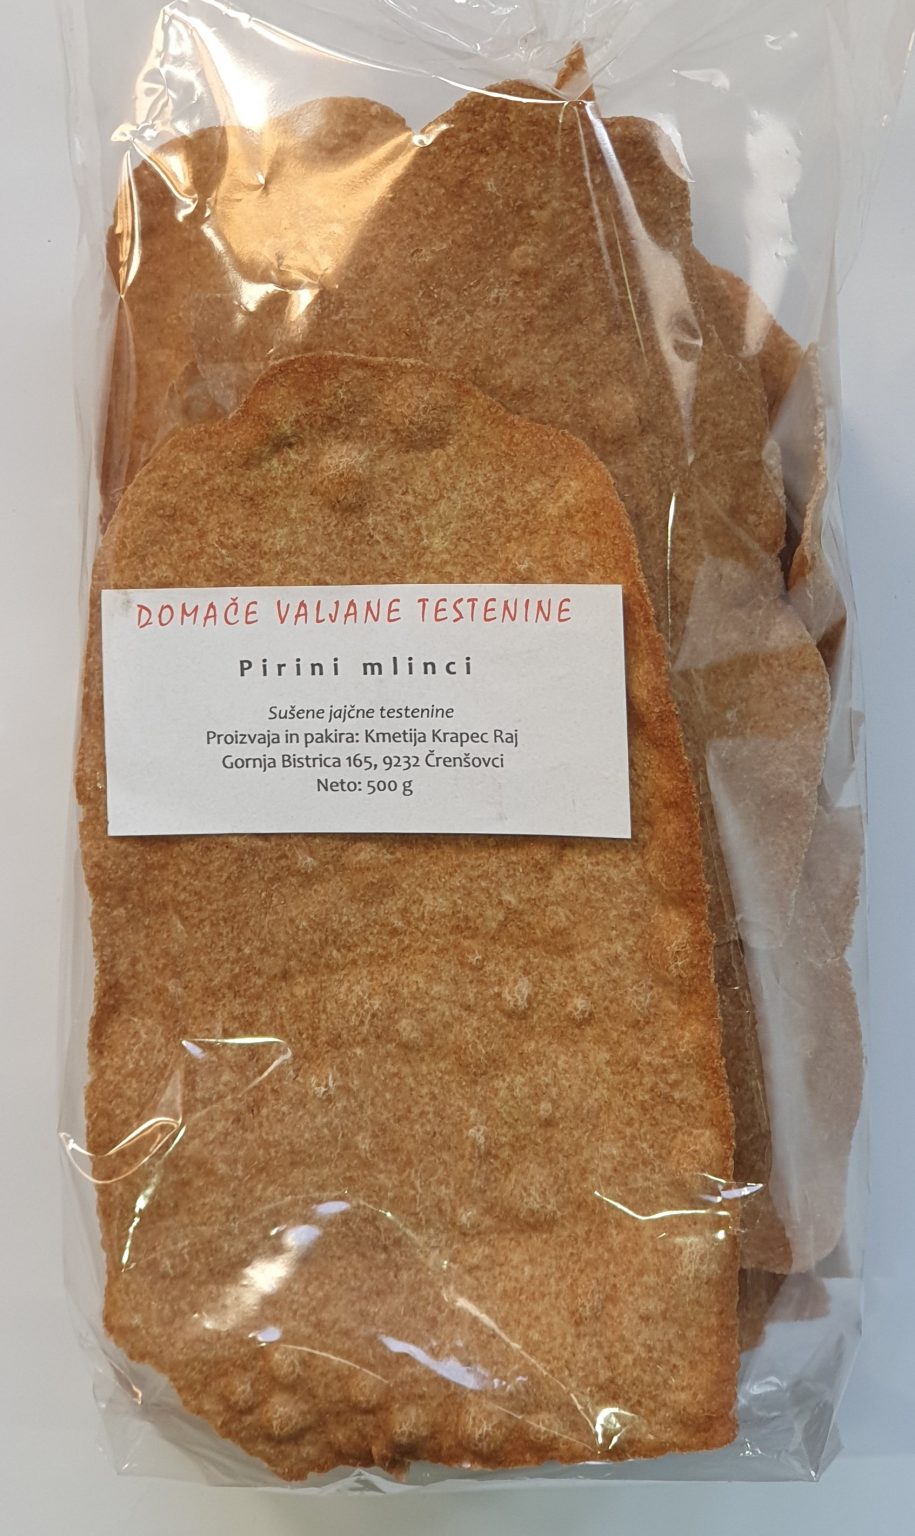 DOMAČE VALJANE TESTENINE
Pirini mlinci
Sušene jajčne testenine
Proizvaja in pakira: Kmetija Krapec Raj
Gornja Bistrica 165, 9232 Črenšovci
Neto: 500 g